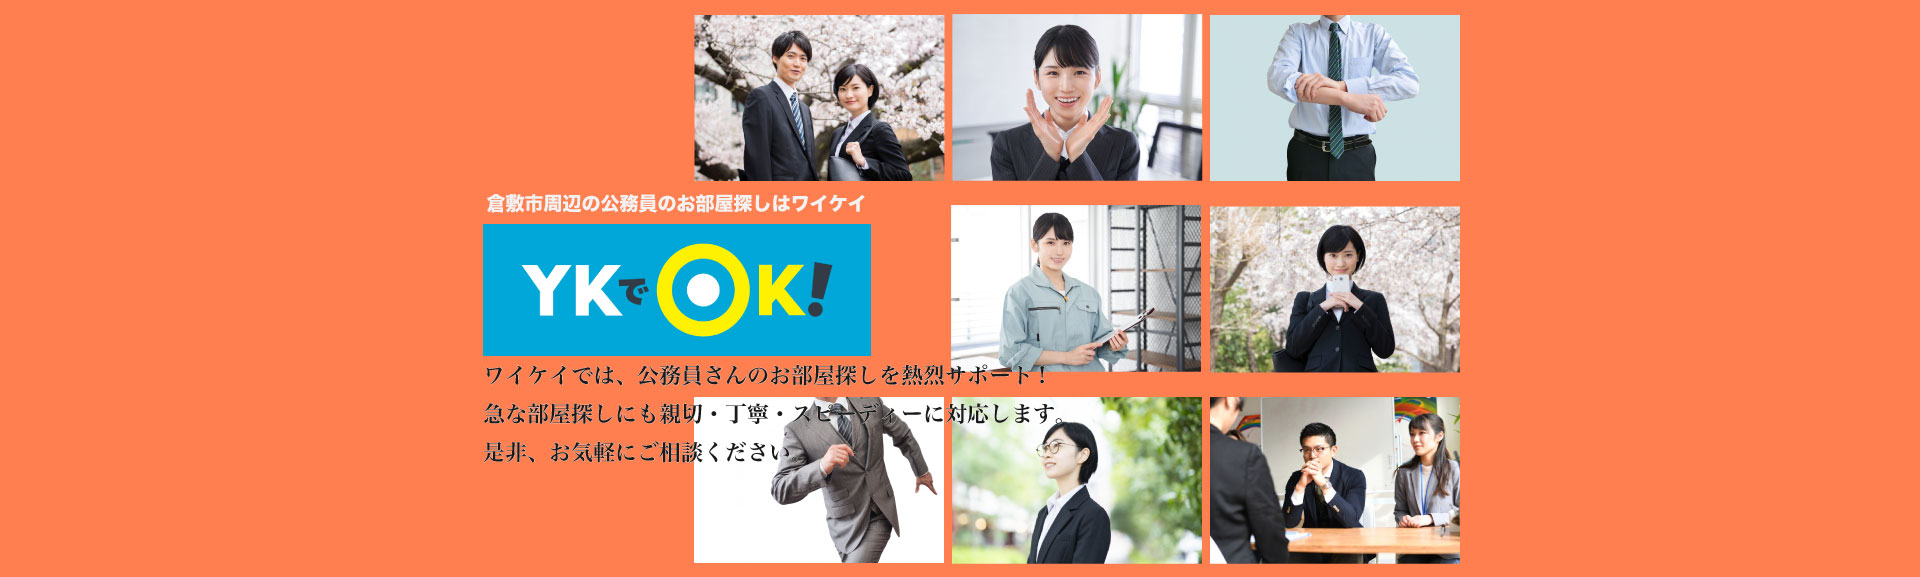 倉敷市周辺の公務員のお部屋探しはワイケイ
YKでOK!
ワイケイでは、公務員さんのお部屋探しを熱烈サポート！
急な部屋探しにも親切・丁寧・スピーディーに対応します。
是非、お気軽にご相談ください。